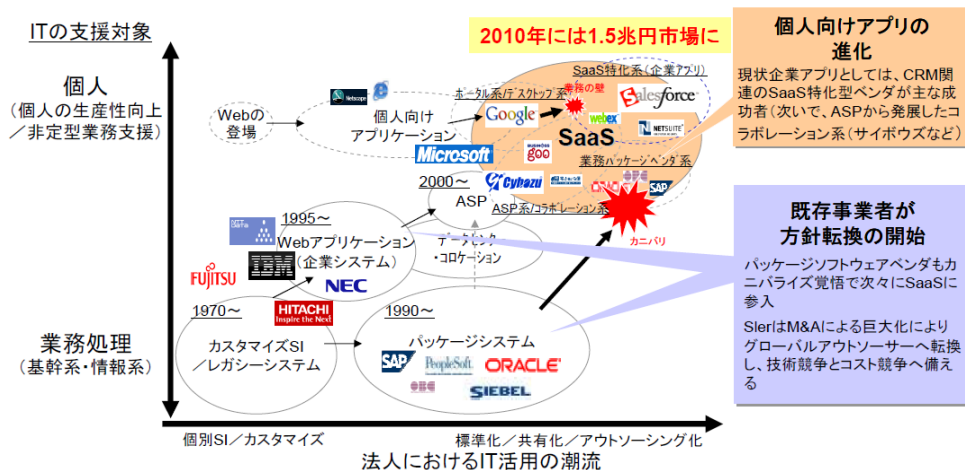 ITの支援対象
2010年には1.5兆円市場に
個人
(個人の生産性向上
／非定型業務支援)
業務処理
(基幹系・情報系)
Webの
登場
Netscape
個人向け
アプリケーション
Microsoft
ポータル系/デスクトップ系
Google
業務の壁
SaaS特化系(企業アプリ)
salesforce
webex
NETSUITE
SaaS
BUSINESS
goo
業務パッケージベンダ系
Cybozu
ORACLE
OBC
SAP
ASP系/コラボレーション系
カニバリ
2000～
ASP
データセンター
・コロケーション
1995～
Webアプリケーション
(企業システム)
FUJITSU
IBM
NEC
HITACHI
Inspire the Next
1970～
カスタマイズSI
/レガシーシステム
1990～
パッケージシステム
SAP
PEOPLESOFT
ORACLE
OBC
SIEBEL
個別SI／カスタマイズ
標準化／共有化／アウトソーシング化
法人におけるIT活用の潮流
個人向けアプリの
進化
現状企業アプリとしては、CRM関
連のSaaS特化型ベンダが主な成
功者(次いで、ASPから発展したコ
ラボレーション系(サイボウズなど)
既存事業者が
方針転換の開始
パッケージソフトウェアベンダもカ
ニバライズ覚悟で次々にSaaSに
参入
SIerはM&Aによる巨大化により
グローバルアウトソーサーへ転換
し、技術競争とコスト競争へ備え
る